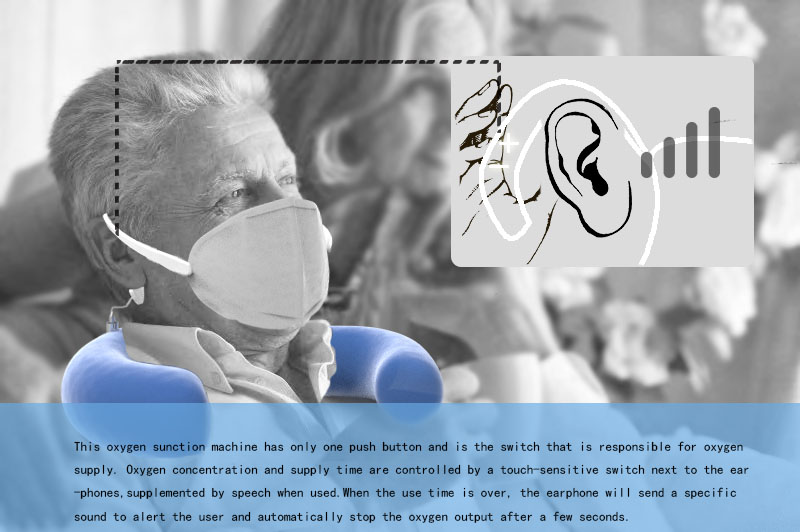 This oxygen sunction machine has only one push button and is the switch that is responsible for oxygen
supply. Oxygen concentration and supply time are controlled by a touch-sensitive switch next to the ear
-phones,supplemented by speech when used.When the use time is over, the earphone will send a specific
sound to alert the user and automatically stop the oxygen output after a few seconds.